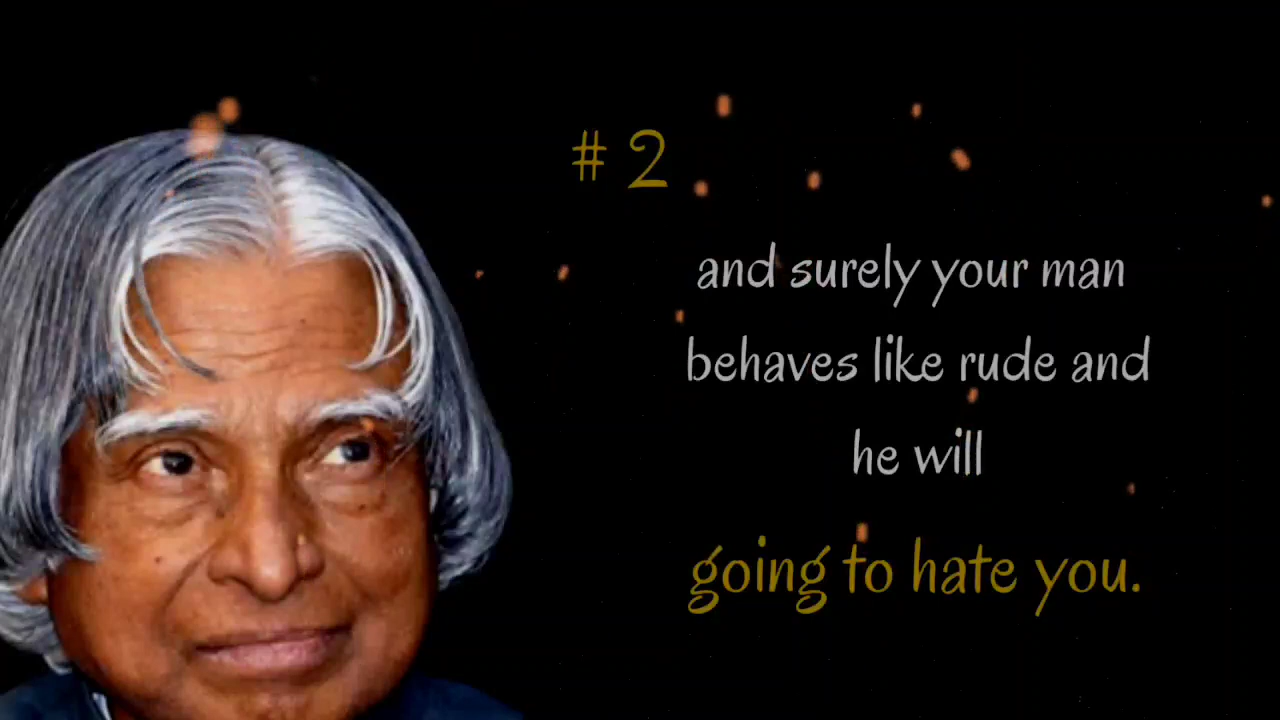 # 2
and surely your man
behaves like rude and
he will
going to hate you.